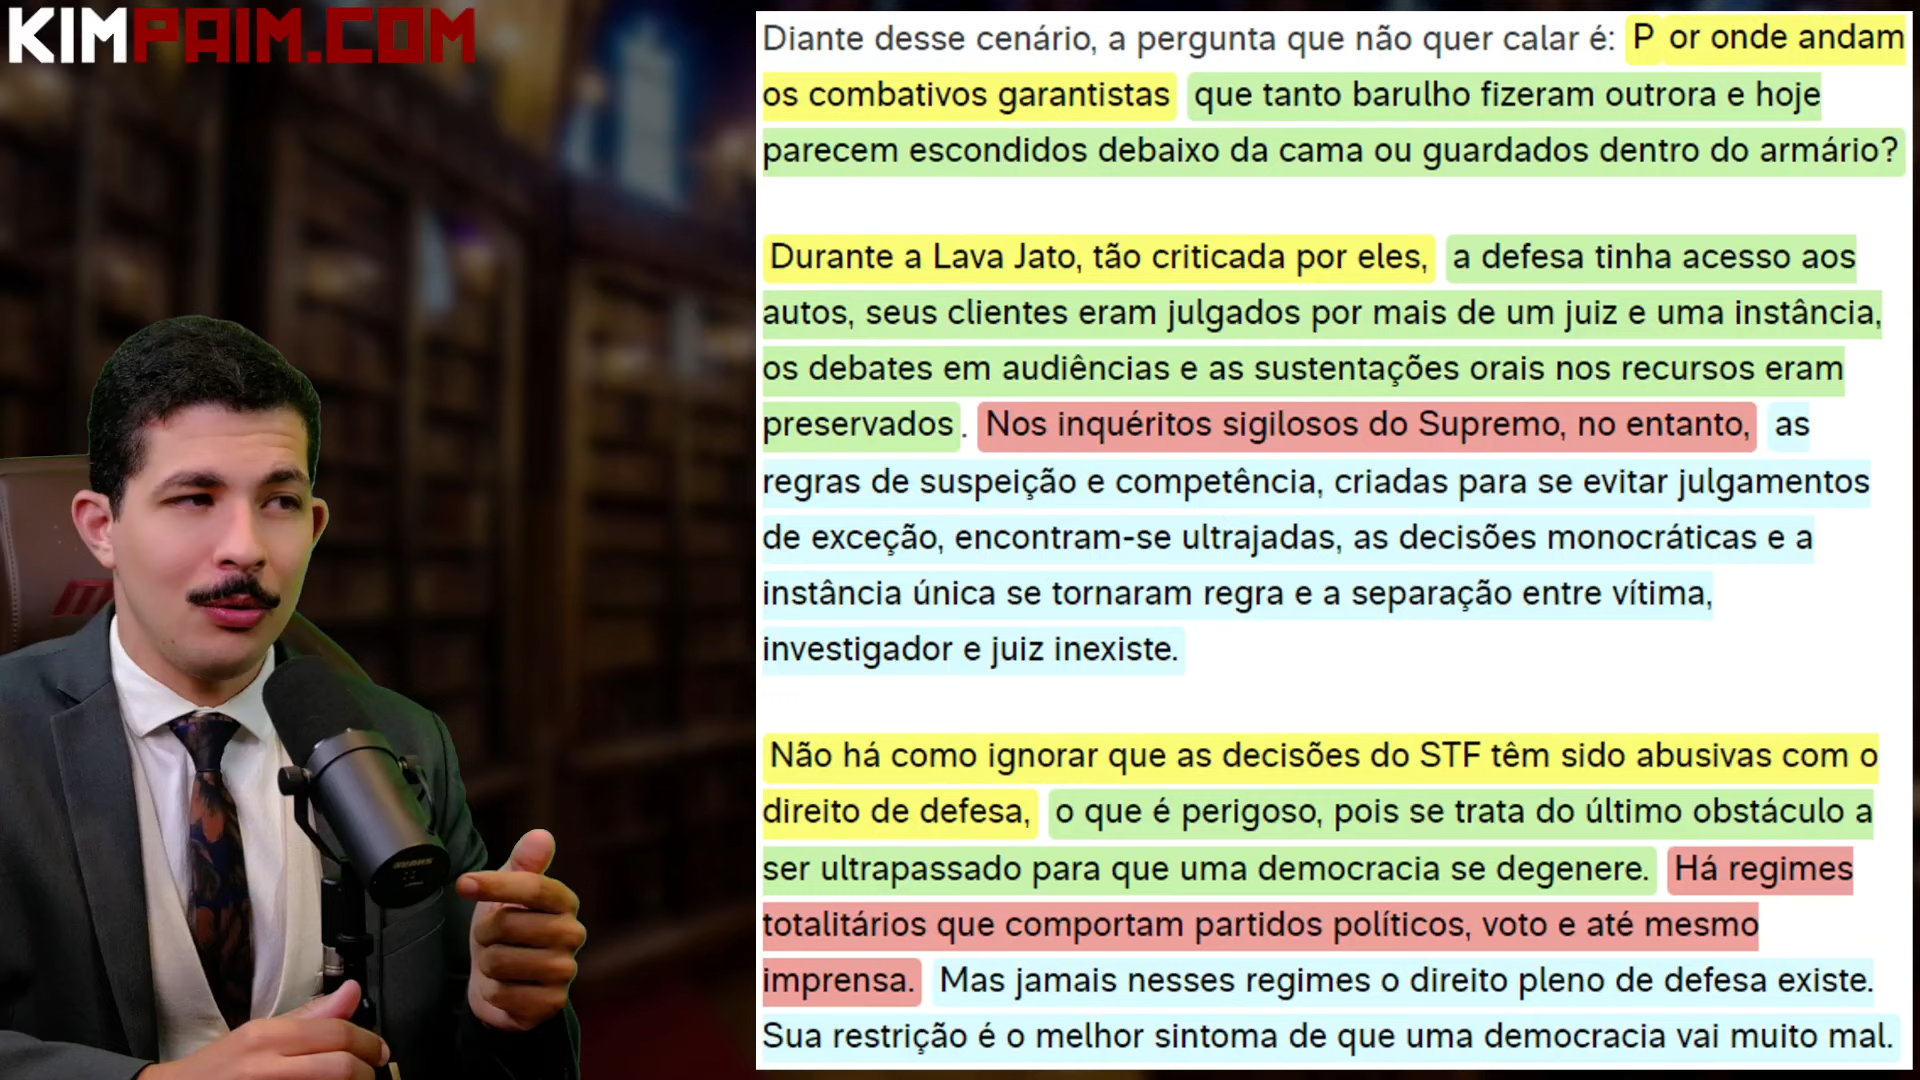 KIMPAIM.COM
Diante desse cenário, a pergunta que não quer calar é: P or onde andam
os combativos garantistas que tanto barulho fizeram outrora e hoje
parecem escondidos debaixo da cama ou guardados dentro do armário?
Durante a Lava Jato, tão criticada por eles, a defesa tinha acesso aos
autos, seus clientes eram julgados por mais de um juiz e uma instância,
os debates em audiências e as sustentações orais nos recursos eram
preservados. Nos inquéritos sigilosos do Supremo, no entanto, as
regras de suspeição e competência, criadas para se evitar julgamentos
de exceção, encontram-se ultrajadas, as decisões monocráticas e a
instância única se tornaram regra e a separação entre vítima,
investigador e juiz inexiste.
Não há como ignorar que as decisões do STF têm sido abusivas com o
direito de defesa, o que é perigoso, pois se trata do último obstáculo a
ser ultrapassado para que uma democracia se degenere. Há regimes
totalitários que comportam partidos políticos, voto e até mesmo
imprensa. Mas jamais nesses regimes o direito pleno de defesa existe.
Sua restrição é o melhor sintoma de que uma democracia vai muito mal.